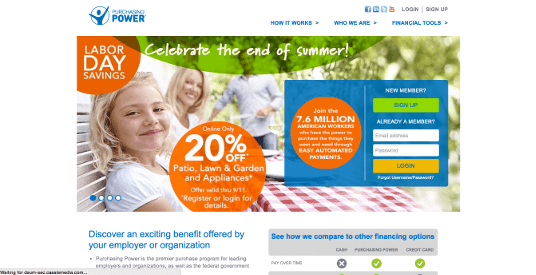 PURCHASING
POWER
LOGIN | SIGN UP
HOW IT WORKS >
WHO WE ARE >
FINANCIAL TOOLS >
LABOR
DAY
SAVINGS
Celebrate the end of summer!
Online Only
20%
OFF*
Patio, Lawn & Garden
and Appliances*
Offer valid thru 9/11.
*Register or login for
details.
Join the
7.6 MILLION
AMERICAN WORKERS
who have the power to
purchase the things they
want and need through
EASY AUTOMATED
PAYMENTS.
NEW MEMBER?
SIGN UP
ALREADY A MEMBER?
Email address
Password
LOGIN
Forgot Username/Password?
Discover an exciting benefit offered by
your employer or organization
• Purchasing Power is the premier purchase program for leading
employers and organizations, as well as the federal government
See how we compare to other financing options
CASH
PURCHASING POWER
CREDIT CARD
PAY OVER TIME